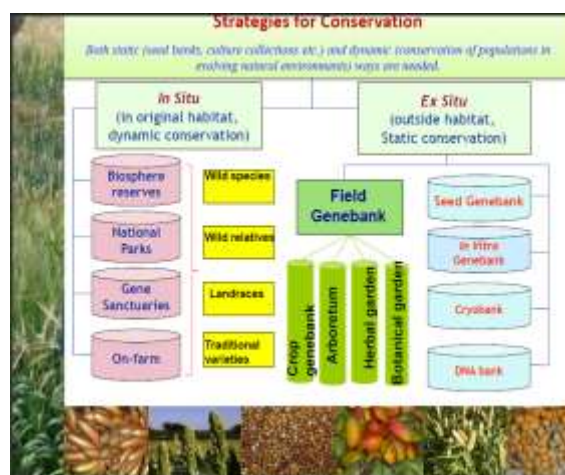 Strategies for Conservation
Both static (seed banks, culture collections etc.) and dynamic (conservation of populations in
evolving natural environments) ways are needed.
In Situ
(in original habitat,
dynamic conservation)
Ex Situ
(outside habitat,
Static conservation)
Biosphere
reserves
National
Parks
Gene
Sanctuaries
On-farm
Wild species
Wild relatives
Landraces
Traditional
varieties
Field
Genebank
Crop
genebank
Arboretum
Herbal garden
Botanical garden
Seed Genebank
In Vitro
Genebank
Cryobank
DNA bank